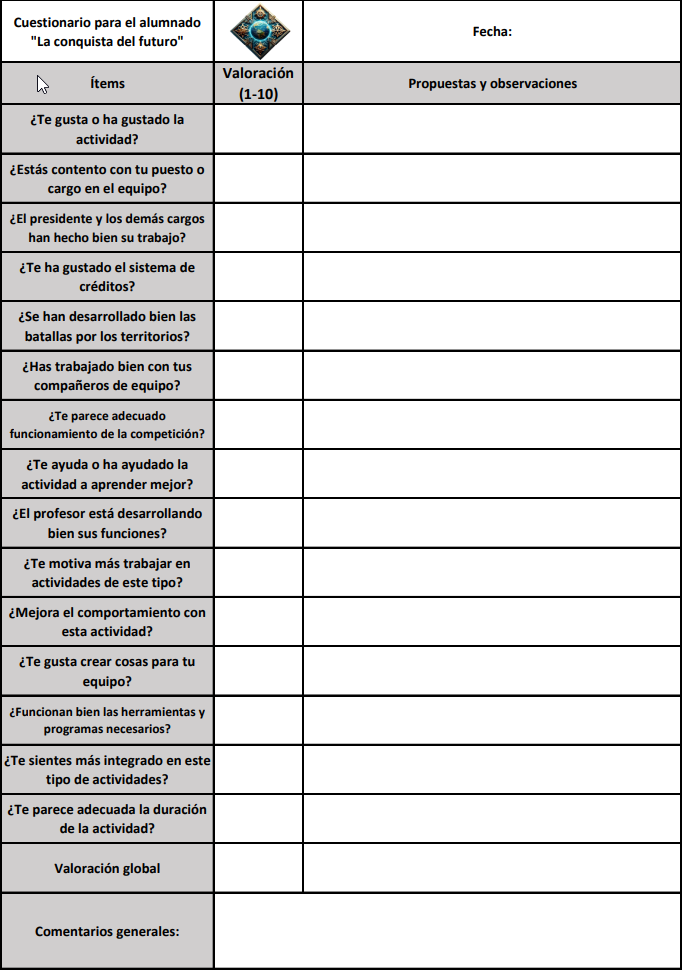 Cuestionario para el alumnado
"La conquista del futuro"
Fecha:
Ítems
Valoración
(1-10)
Propuestas y observaciones
¿Te gusta o ha gustado la
actividad?
¿Estás contento con tu puesto o
cargo en el equipo?
¿El presidente y los demás cargos
han hecho bien su trabajo?
¿Te ha gustado el sistema de
créditos?
¿Se han desarrollado bien las
batallas por los territorios?
¿Has trabajado bien con tus
compañeros de equipo?
¿Te parece adecuado
funcionamiento de la competición?
¿Te ayuda o ha ayudado la
actividad a aprender mejor?
¿El profesor está desarrollando
bien sus funciones?
¿Te motiva más trabajar en
actividades de este tipo?
¿Mejora el comportamiento con
esta actividad?
¿Te gusta crear cosas para tu
equipo?
¿Funcionan bien las herramientas y
programas necesarios?
¿Te sientes más integrado en este
tipo de actividades?
¿Te parece adecuada la duración
de la actividad?
Valoración global
Comentarios generales: